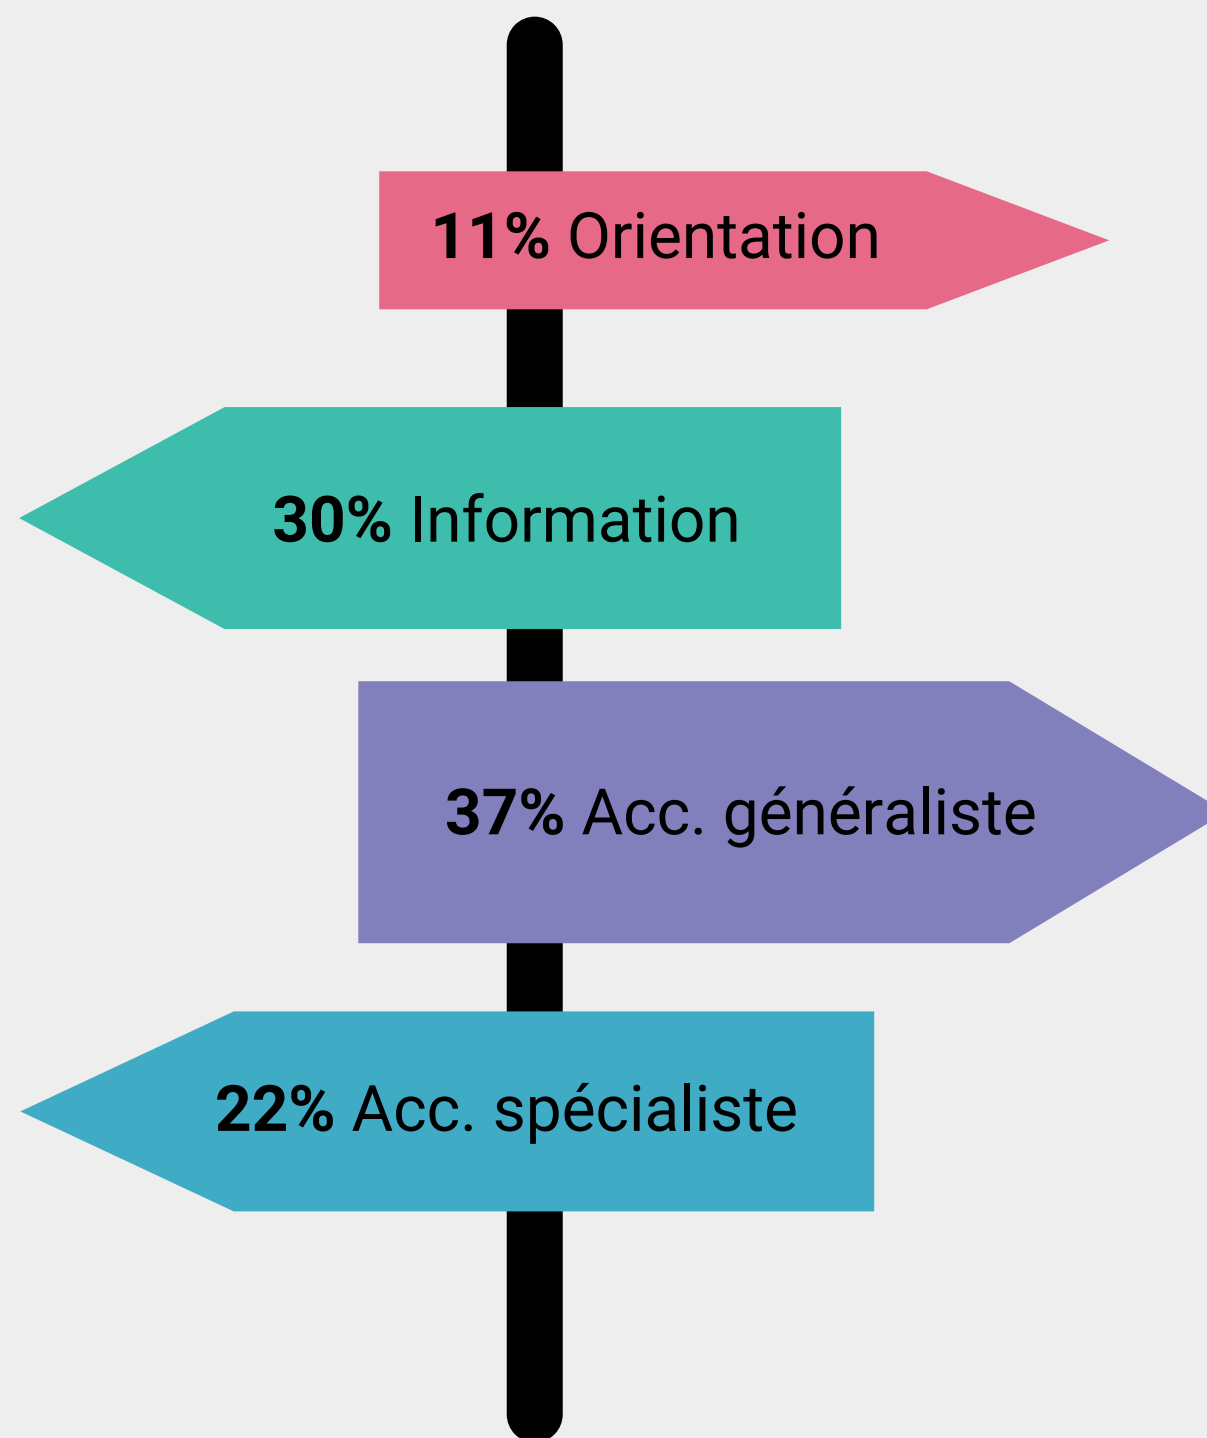 11% Orientation
30% Information
37% Acc. généraliste
22% Acc. spécialiste